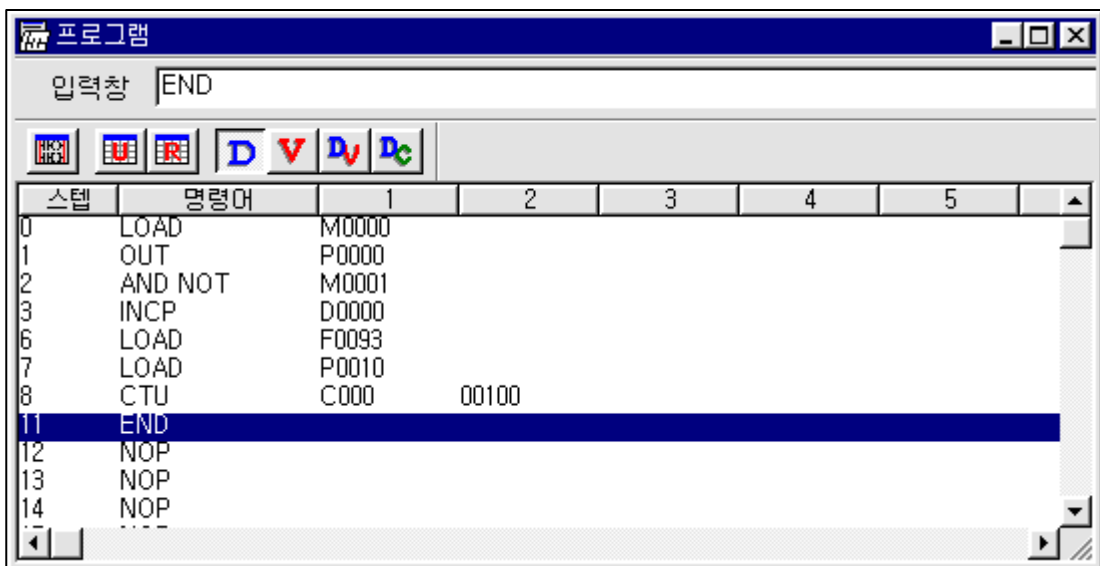 프로그램
입력창 END
U R D V DV DC
스텝 명령어 1 2 3 4 5
0 LOAD M0000
1 OUT P0000
2 AND NOT M0001
3 INCP D0000
6 LOAD F0093
7 LOAD P0010
8 CTU C000 00100
11 END
12 NOP
13 NOP
14 NOP